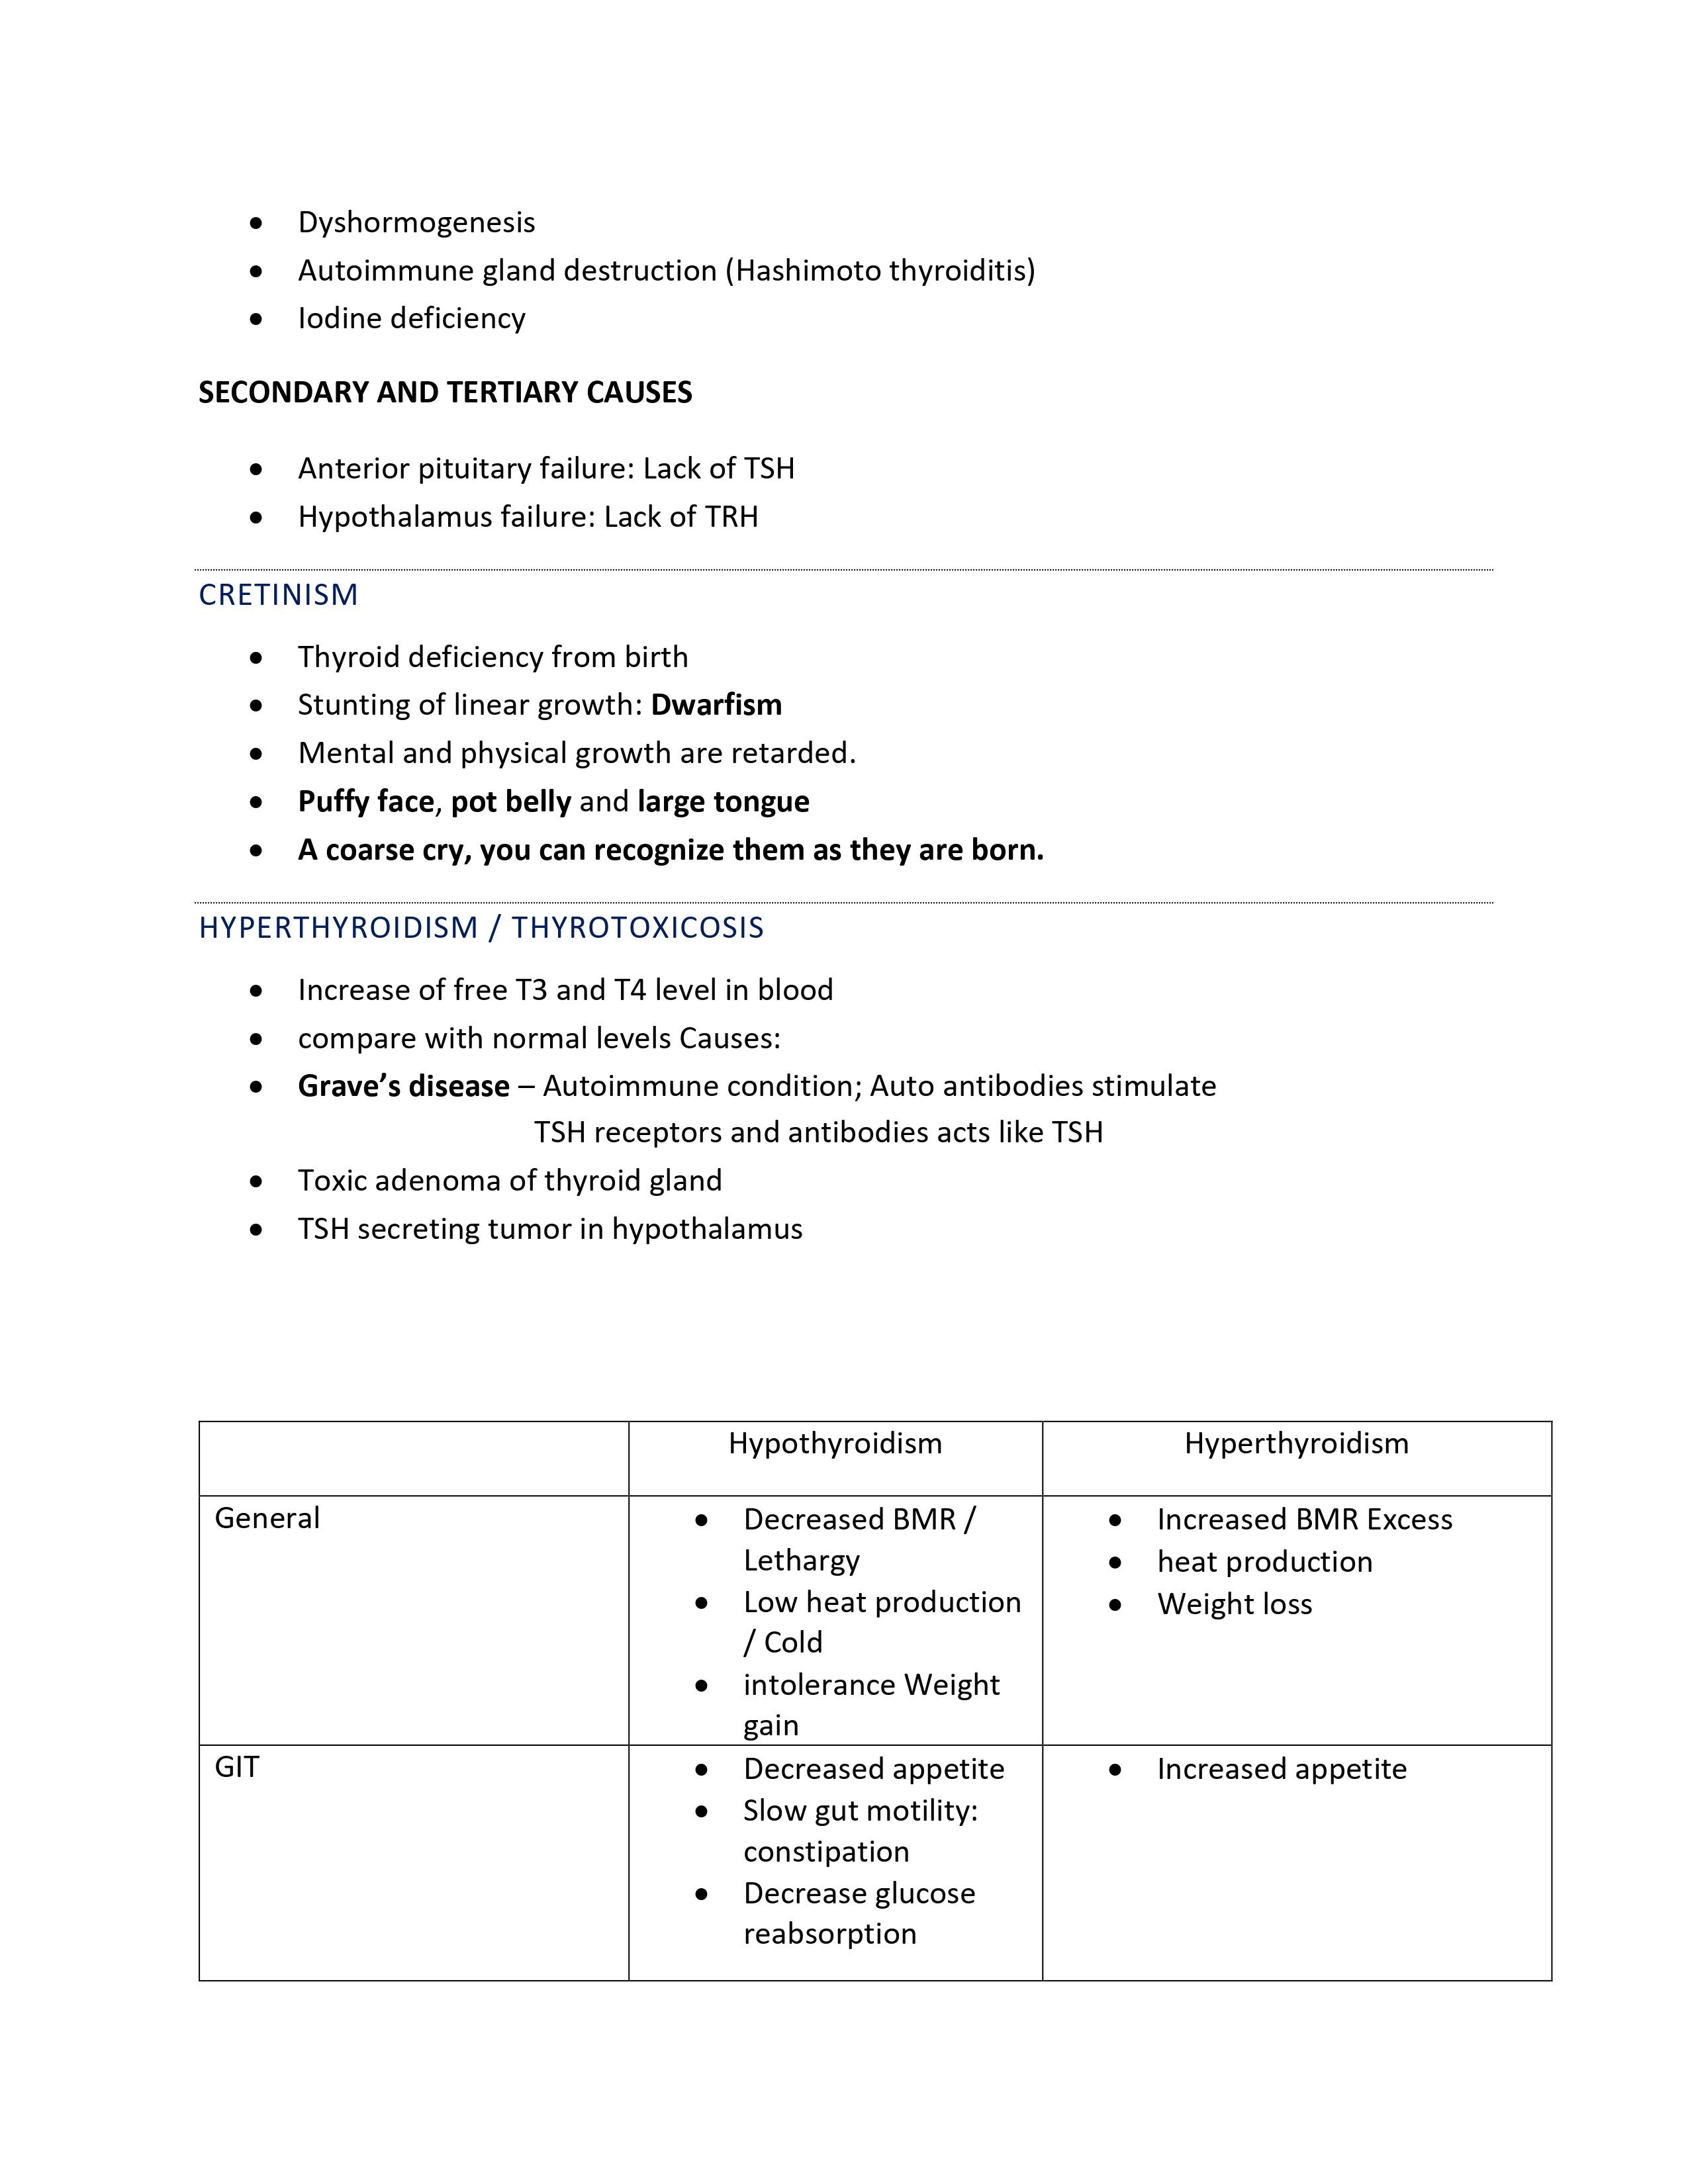 Dyshormogenesis
Autoimmune gland destruction (Hashimoto thyroiditis)
Iodine deficiency
SECONDARY AND TERTIARY CAUSES
Anterior pituitary failure: Lack of TSH
Hypothalamus failure: Lack of TRH
CRETINISM
Thyroid deficiency from birth
Stunting of linear growth: Dwarfism
Mental and physical growth are retarded.
Puffy face, pot belly and large tongue
A coarse cry, you can recognize them as they are born.
HYPERTHYROIDISM / THYROTOXICOSIS
Increase of free T3 and T4 level in blood
compare with normal levels Causes:
Grave’s disease – Autoimmune condition; Auto antibodies stimulate
TSH receptors and antibodies acts like TSH
Toxic adenoma of thyroid gland
TSH secreting tumor in hypothalamus
Hypothyroidism
Hyperthyroidism
General
Decreased BMR /
Lethargy
Low heat production
/ Cold
intolerance Weight
gain
Increased BMR Excess
heat production
Weight loss
GIT
Decreased appetite
Slow gut motility:
constipation
Decrease glucose
reabsorption
Increased appetite